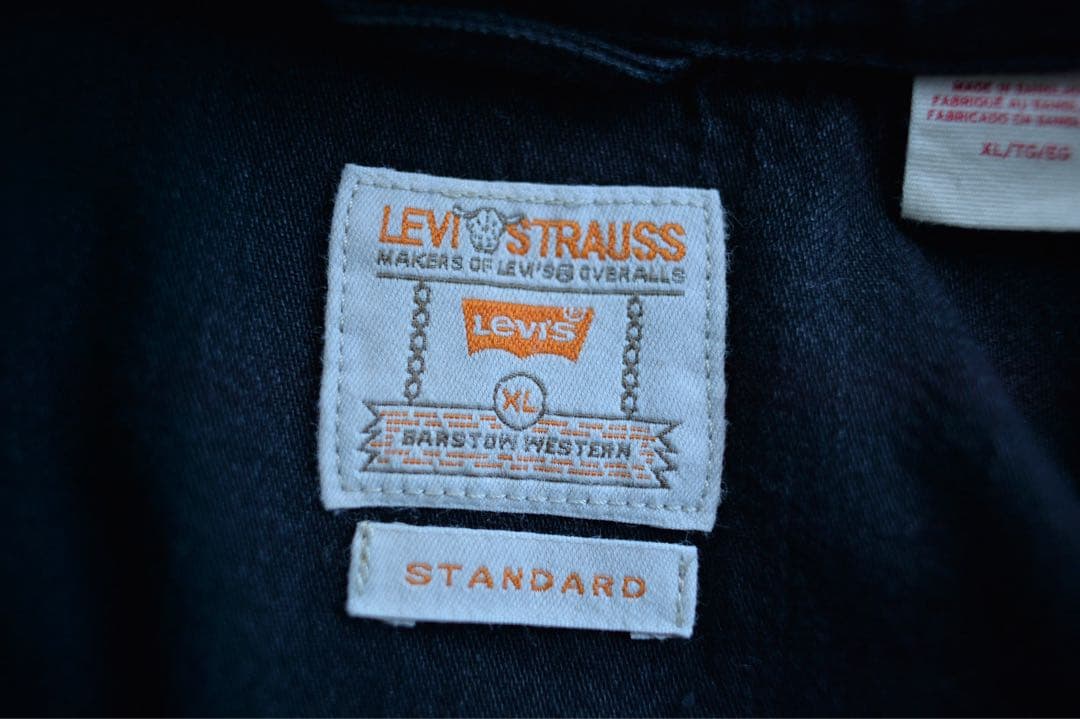 LEVI STRAUSS
MAKERS OF LEVI'S® OVERALLS
Levi's®
XL
BARSTOW WESTERN
STANDARD
MADE IN
FABRIQUÉ AU
FABRICADO EN
XL/TG/EG